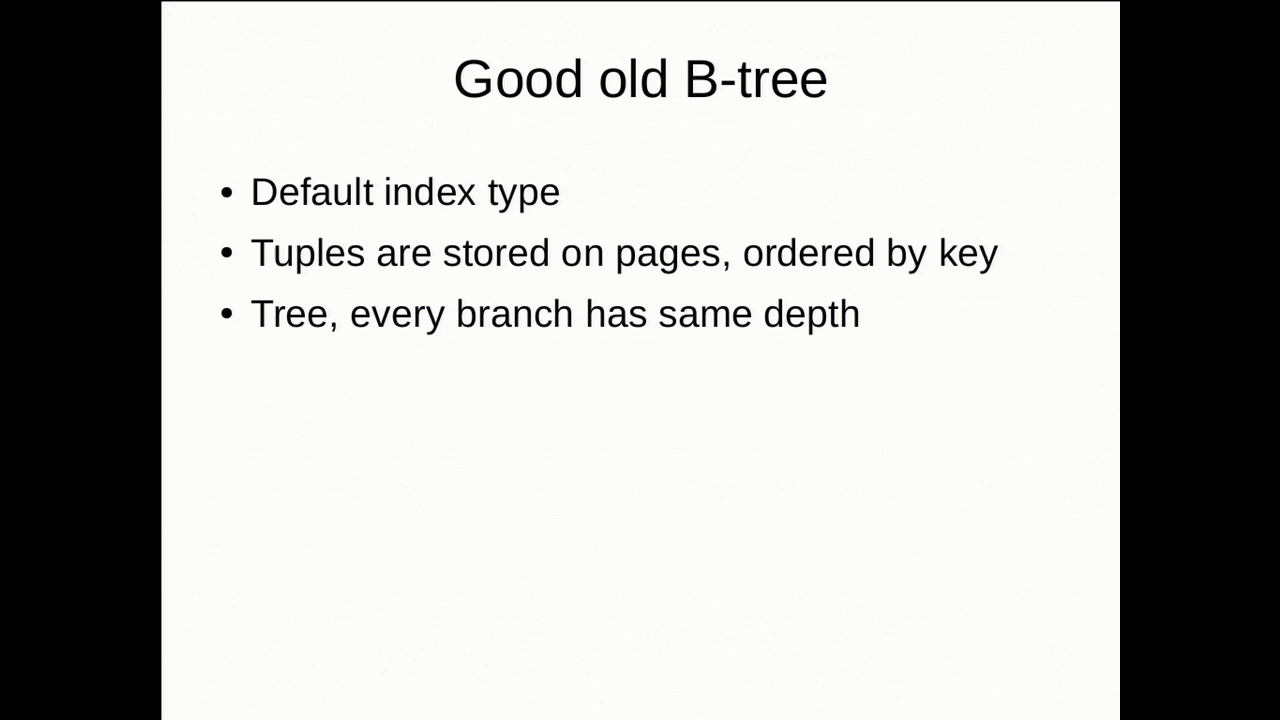 Good old B-tree
• Default index type
• Tuples are stored on pages, ordered by key
• Tree, every branch has same depth